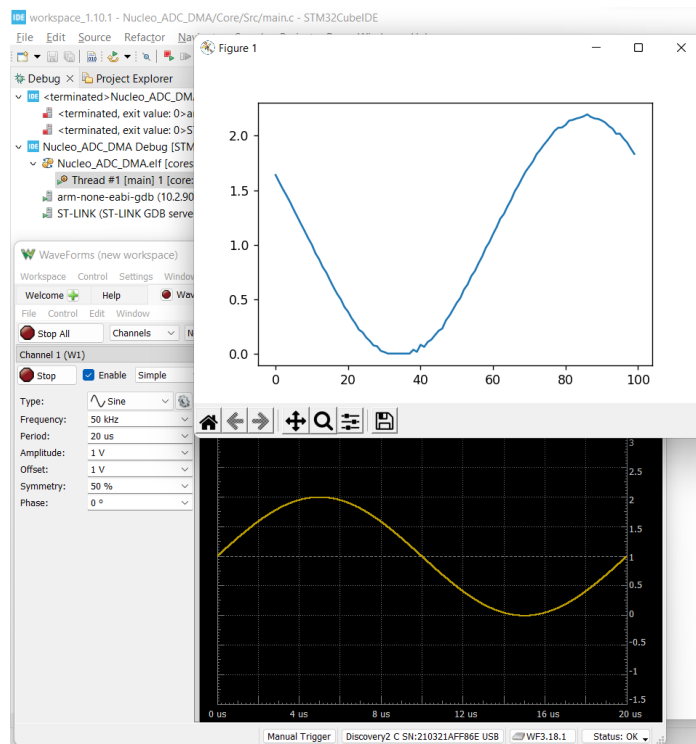 IDE workspace_1.10.1 - Nucleo_ADC_DMA/Core/Src/main.c - STM32CubeIDE
File Edit Source Refactor
Figure 1
Debug Project Explorer
IDE <terminated>Nucleo_ADC_DM
<terminated, exit value: 0>
<terminated, exit value: 0>S
IDE Nucleo_ADC_DMA Debug [STM
Nucleo_ADC_DMA.elf [cores
Thread #1 [main] 1 [core:
arm-none-eabi-gdb (10.2.90
ST-LINK (ST-LINK GDB serve
2.0
1.5
1.0
0.5
0.0
0 20 40 60 80 100
WaveForms (new workspace)
Workspace Control Settings Window
Welcome Help Wav
File Control Edit Window
Stop All Channels N
Channel 1 (W1)
Stop Enable Simple
Type: Sine
Frequency: 50 kHz
Period: 20 us
Amplitude: 1 V
Offset: 1 V
Symmetry: 50 %
Phase: 0 º
3
2.5
2
1.5
1
0.5
0
-0.5
-1
-1.5
0 us 4 us 8 us 12 us 16 us 20 us
Manual Trigger Discovery2 C SN:210321AFF86E USB WF3.18.1 Status: OK